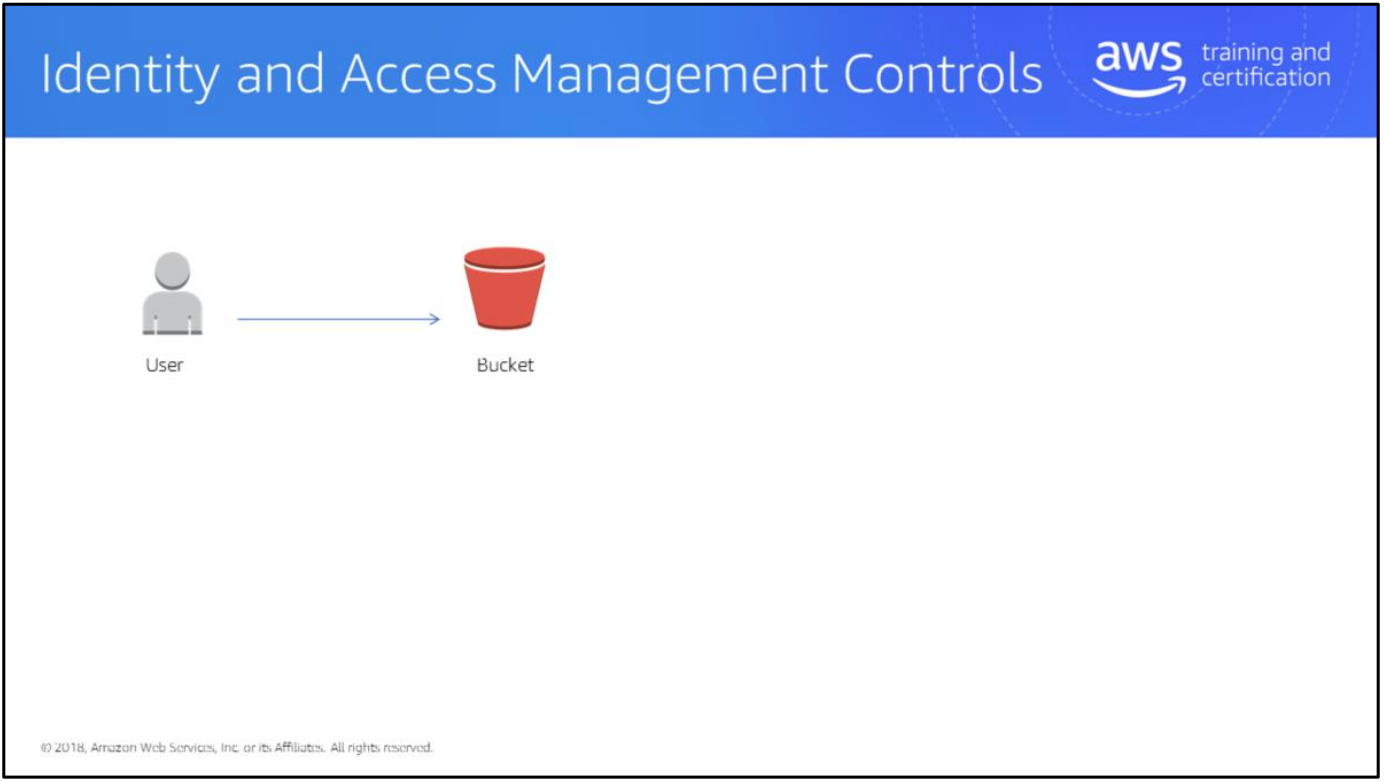 Identity and Access Management Controls
aws training and
certification
User
Bucket
© 2018, Amazon Web Services, Inc. or its Affiliates. All rights reserved.